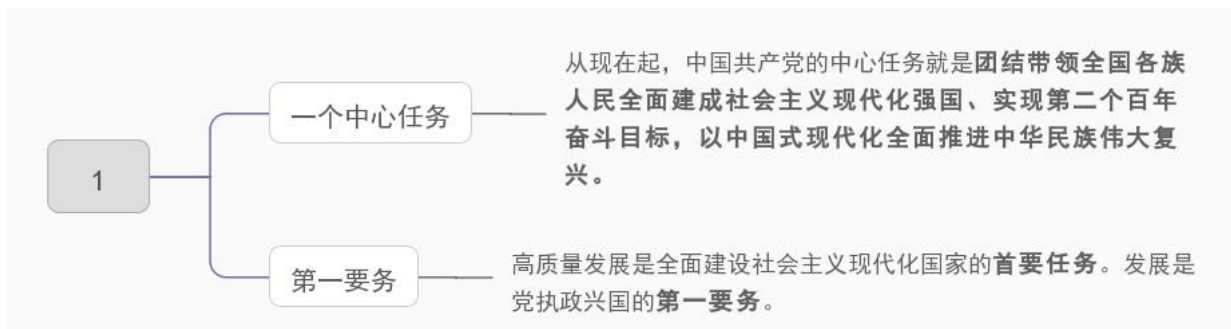 1
一个中心任务
从现在起，中国共产党的中心任务就是团结带领全国各族
人民全面建成社会主义现代化强国、实现第二个百年
奋斗目标，以中国式现代化全面推进中华民族伟大复
兴。
第一要务
高质量发展是全面建设社会主义现代化国家的首要任务。发展是
党执政兴国的第一要务。